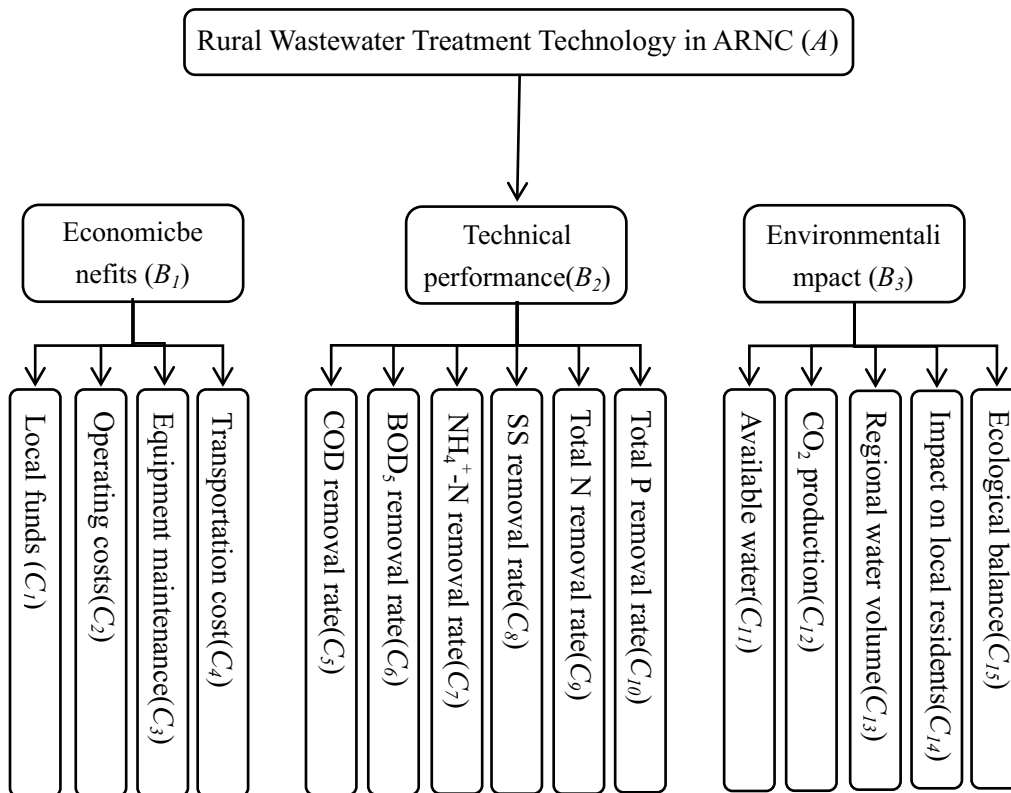 Rural Wastewater Treatment Technology in ARNC (A)
Economicbe
nefits (B₁)
Technical
performance(B₂)
Environmentali
mpact (B₃)
Local funds (C₁)
Operating costs(C₂)
Equipment maintenance(C₃)
Transportation cost(C₄)
COD removal rate(C₅)
BOD₅ removal rate(C₆)
NH₄⁺-N removal rate(C₇)
SS removal rate(C₈)
Total N removal rate(C₉)
Total P removal rate(C₁₀)
Available water(C₁₁)
CO₂ production(C₁₂)
Regional water volume(C₁₃)
Impact on local residents(C₁₄)
Ecological balance(C₁₅)